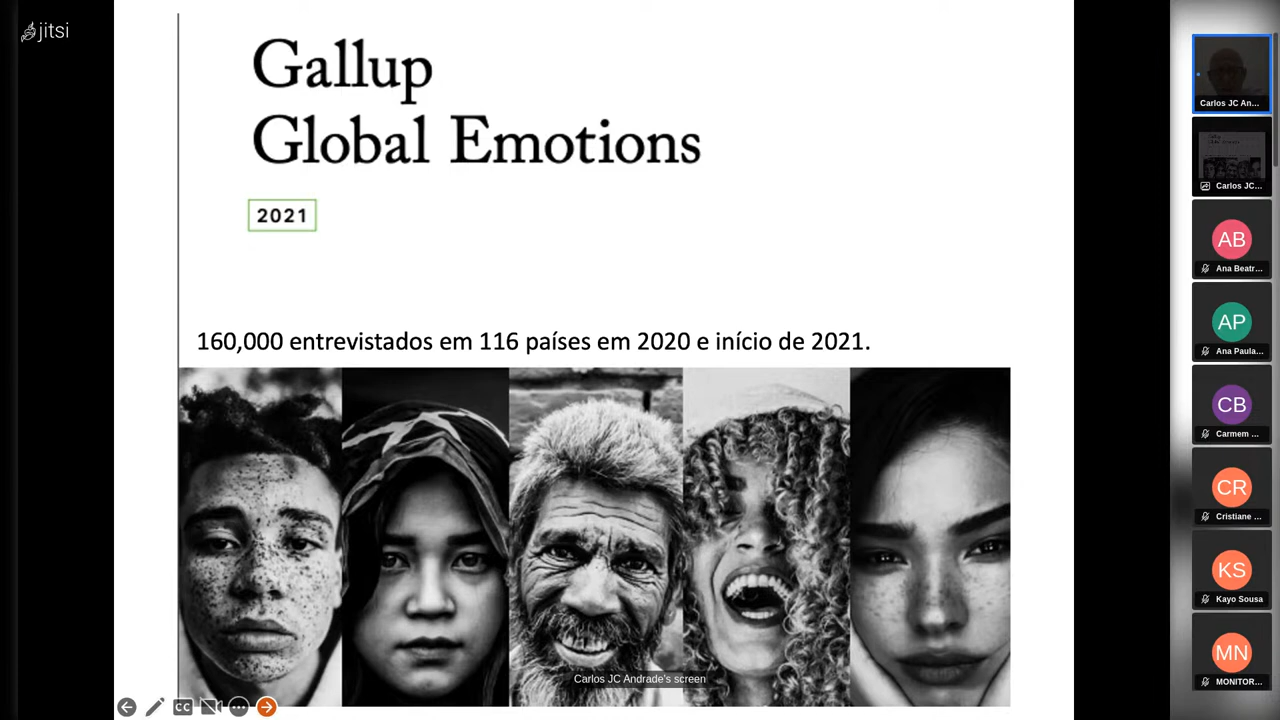 jitsi
Gallup
Global Emotions
2021
160,000 entrevistados em 116 países em 2020 e início de 2021.
Carlos JC Andrade's screen
CC
Carlos JC An...
Carlos JC...
AB
Ana Beatr...
AP
Ana Paula...
CB
Carmem ...
CR
Cristiane ...
KS
Kayo Sousa
MN
MONITOR...